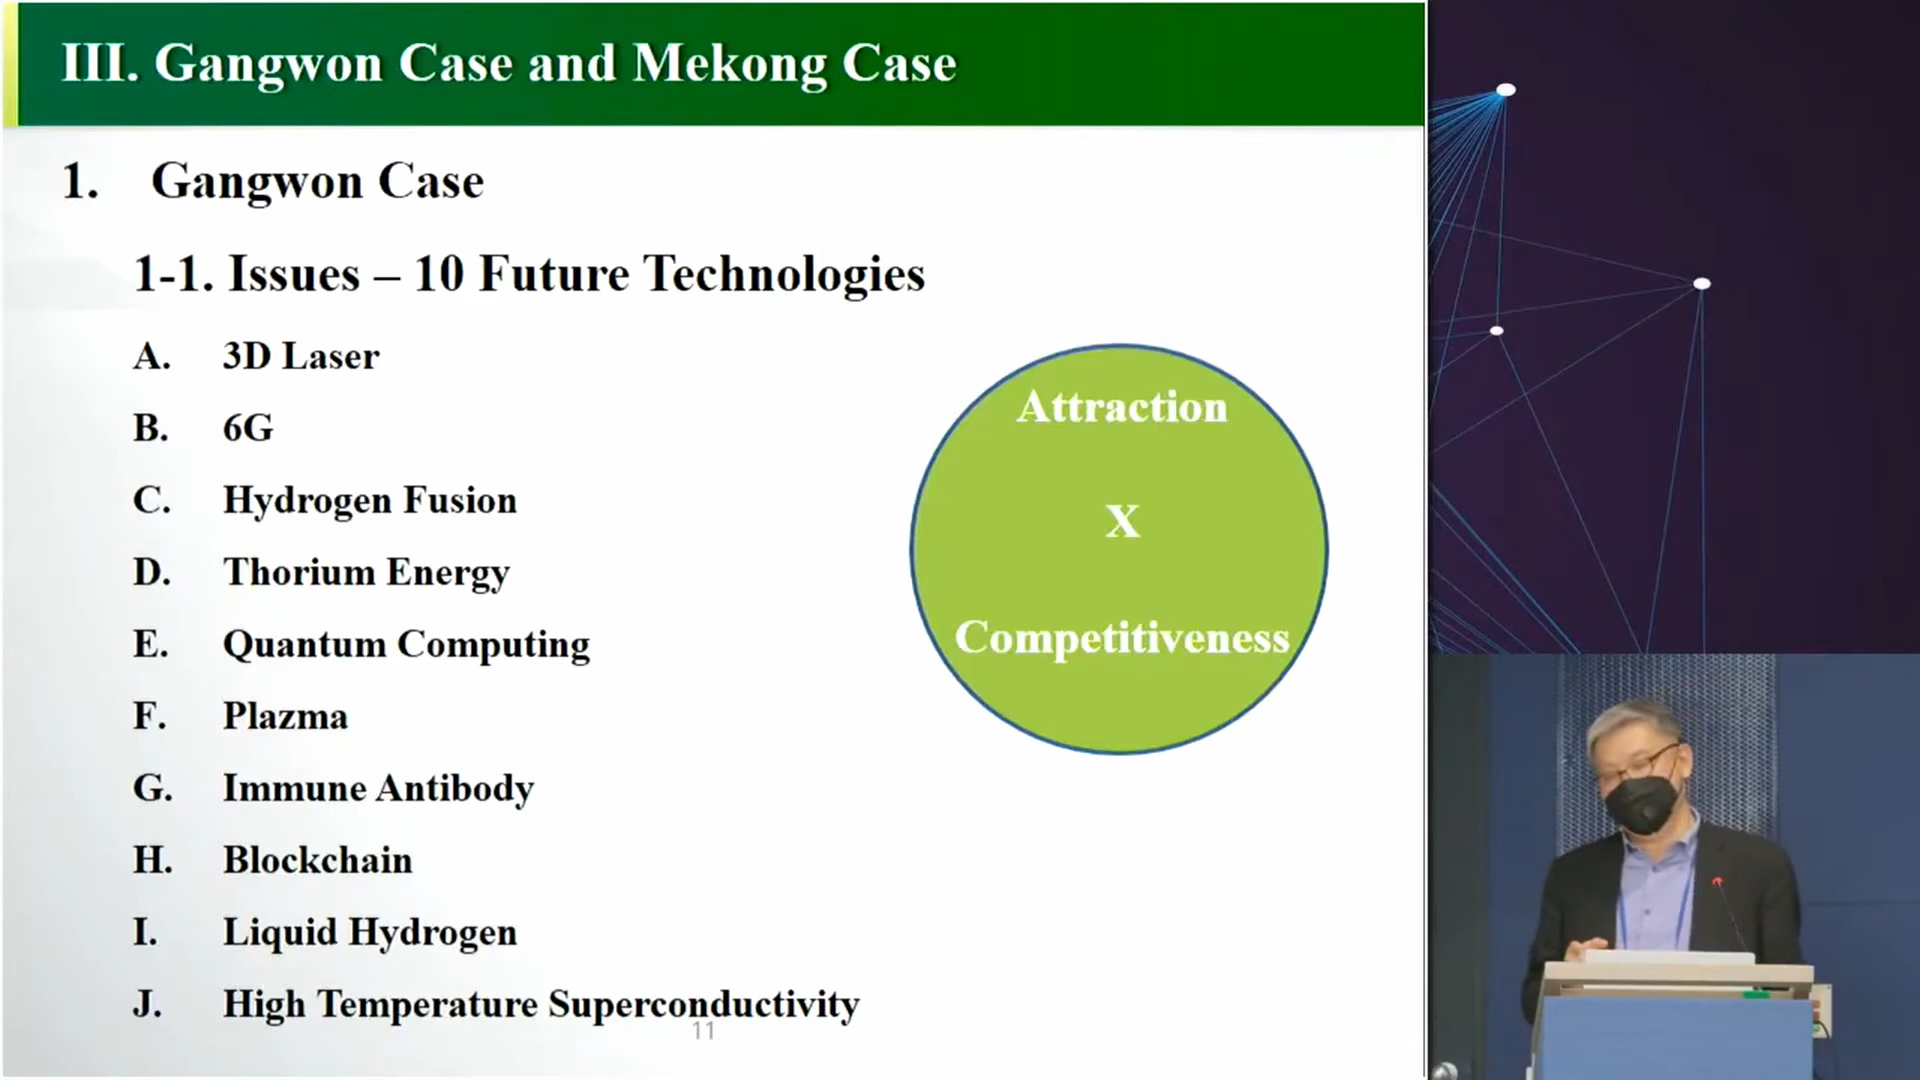 III. Gangwon Case and Mekong Case
1. Gangwon Case
1-1. Issues – 10 Future Technologies
A. 3D Laser
B. 6G
C. Hydrogen Fusion
D. Thorium Energy
E. Quantum Computing
F. Plazma
G. Immune Antibody
H. Blockchain
I. Liquid Hydrogen
J. High Temperature Superconductivity
Attraction
X
Competitiveness
11